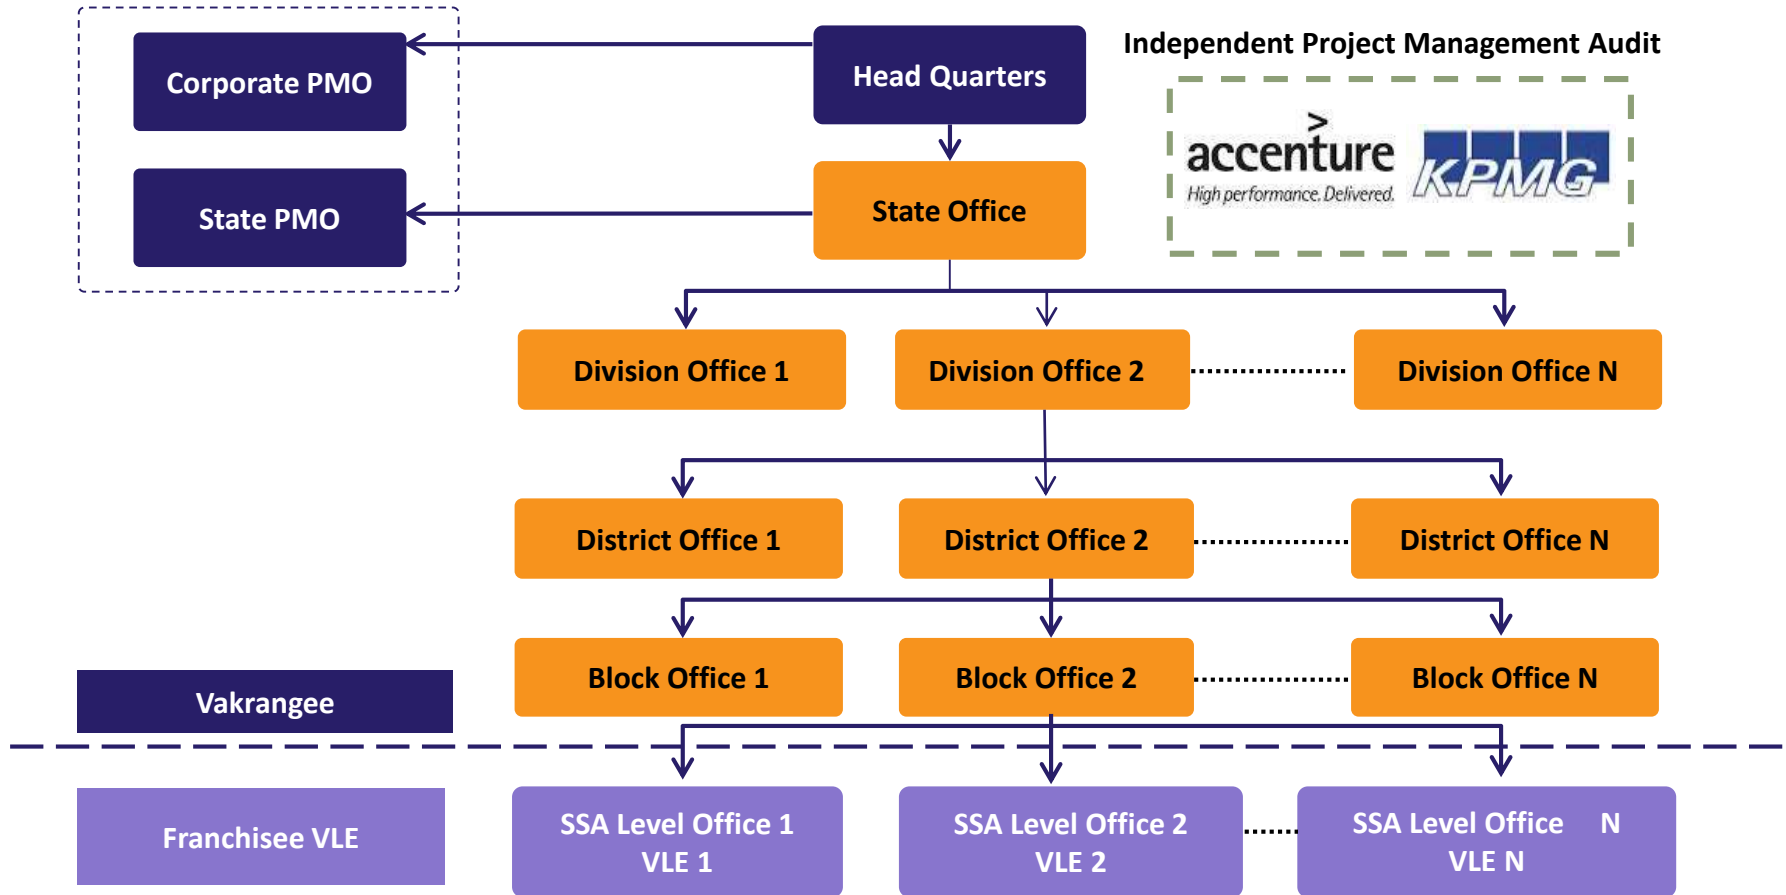 Independent Project Management Audit
Corporate PMO
Head Quarters
>
accenture
High performance. Delivered.
KPMG
State PMO
State Office
Division Office 1
Division Office 2
Division Office N
District Office 1
District Office 2
District Office N
Block Office 1
Block Office 2
Block Office N
Vakrangee
Franchisee VLE
SSA Level Office 1
VLE 1
SSA Level Office 2
VLE 2
SSA Level Office N
VLE N